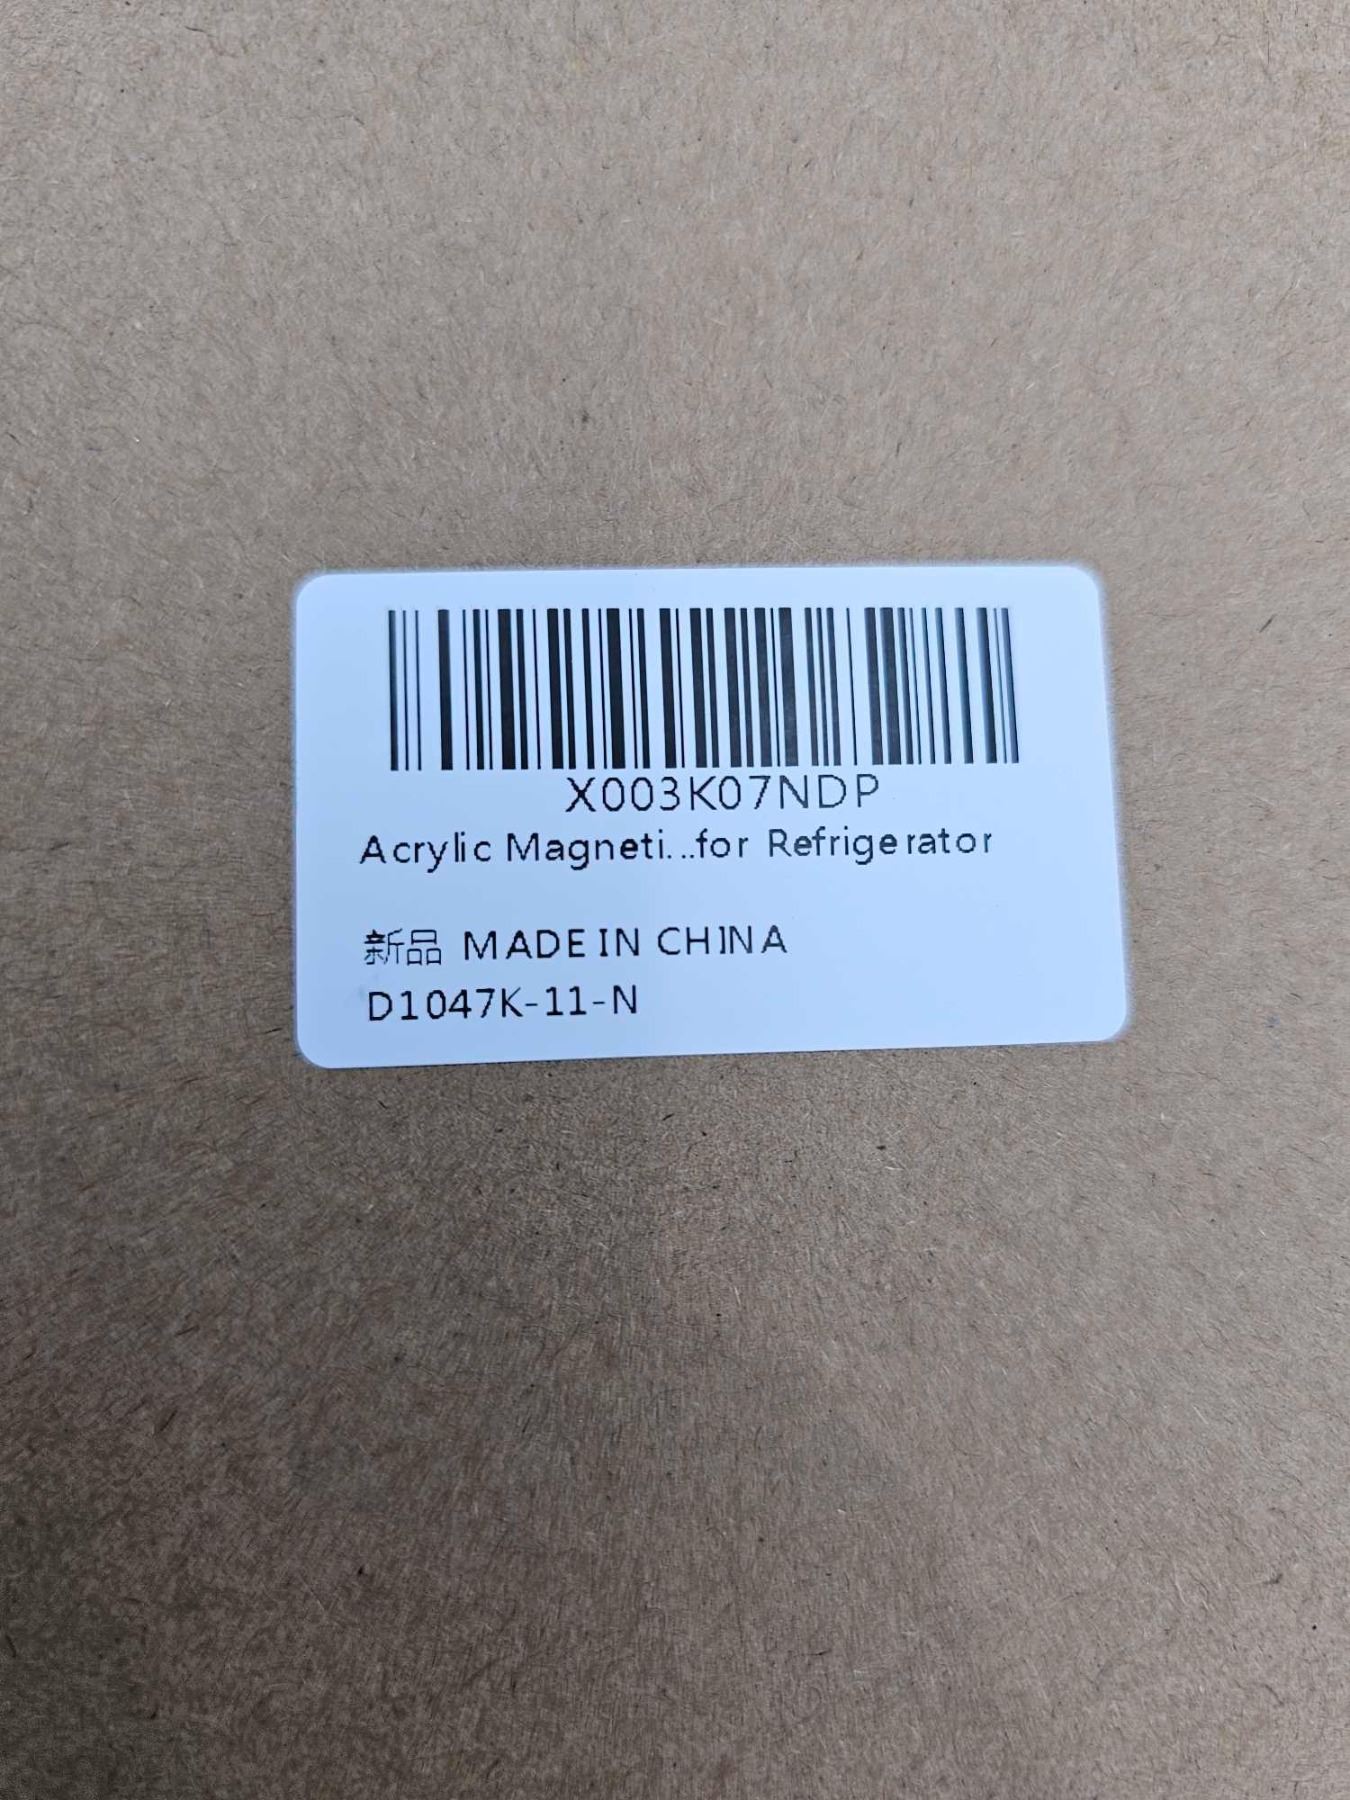 X003K07NDP
Acrylic Magneti...for Refrigerator
新品 MADE IN CHINA
D1047K-11-N